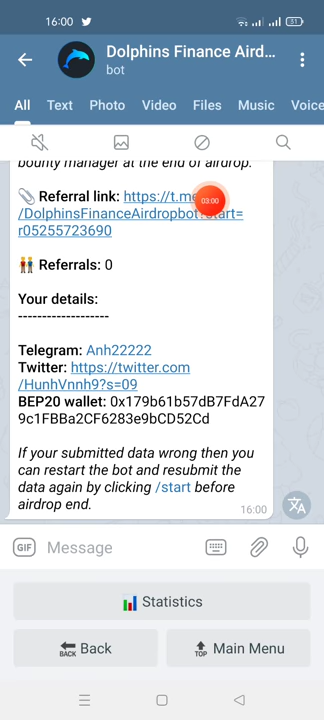 16:00
51
Dolphins Finance Aird...
bot
All Text Photo Video Files Music Voice
bounty manager at the end of airdrop.
📎 Referral link: https://t.me
03:00
/DolphinsFinanceAirdropbot?start=
r05255723690
👬 Referrals: 0
Your details:
-------------------
Telegram: Anh22222
Twitter: https://twitter.com
/HunhVnnh9?s=09
BEP20 wallet: 0x179b61b57dB7FdA27
9c1FBBa2CF6283e9bCD52Cd
If your submitted data wrong then you
can restart the bot and resubmit the
data again by clicking /start before
airdrop end.
16:00
GIF Message
📊 Statistics
🔙 Back
🔝 Main Menu